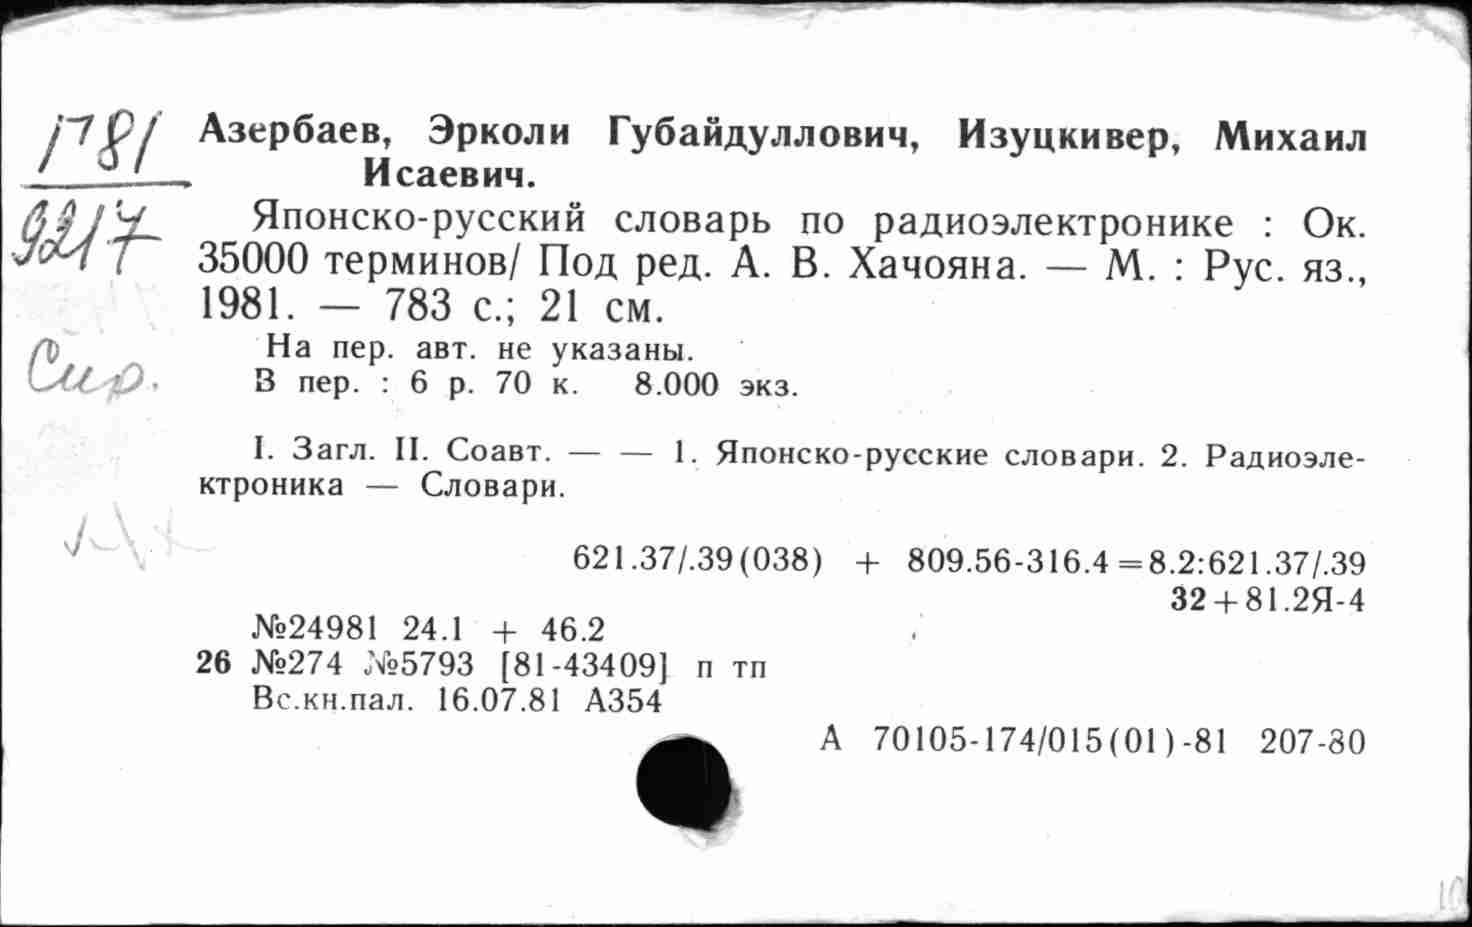 П81
9217
Спр.
Азербаев, Эрколи Губайдуллович, Изуцкивер, Михаил
Исаевич.
Японско-русский словарь по радиоэлектронике : Ок.
35000 терминов/ Под ред. А. В. Хачояна. — М. : Рус. яз.,
1981. — 783 с.; 21 см.
На пер. авт. не указаны.
В пер. : 6 р. 70 к. 8.000 экз.
I. Загл. II. Соавт. — — 1. Японско-русские словари. 2. Радиоэле-
ктроника — Словари.
621.37/.39(038) + 809.56-316.4=8.2:621.37/.39
32+81.2Я-4
№24981 24.1 + 46.2
26 №274 №5793 [81-43409] п тп
Вс.кн.пал. 16.07.81 А354
А 70105-174/015(01)-81 207-80